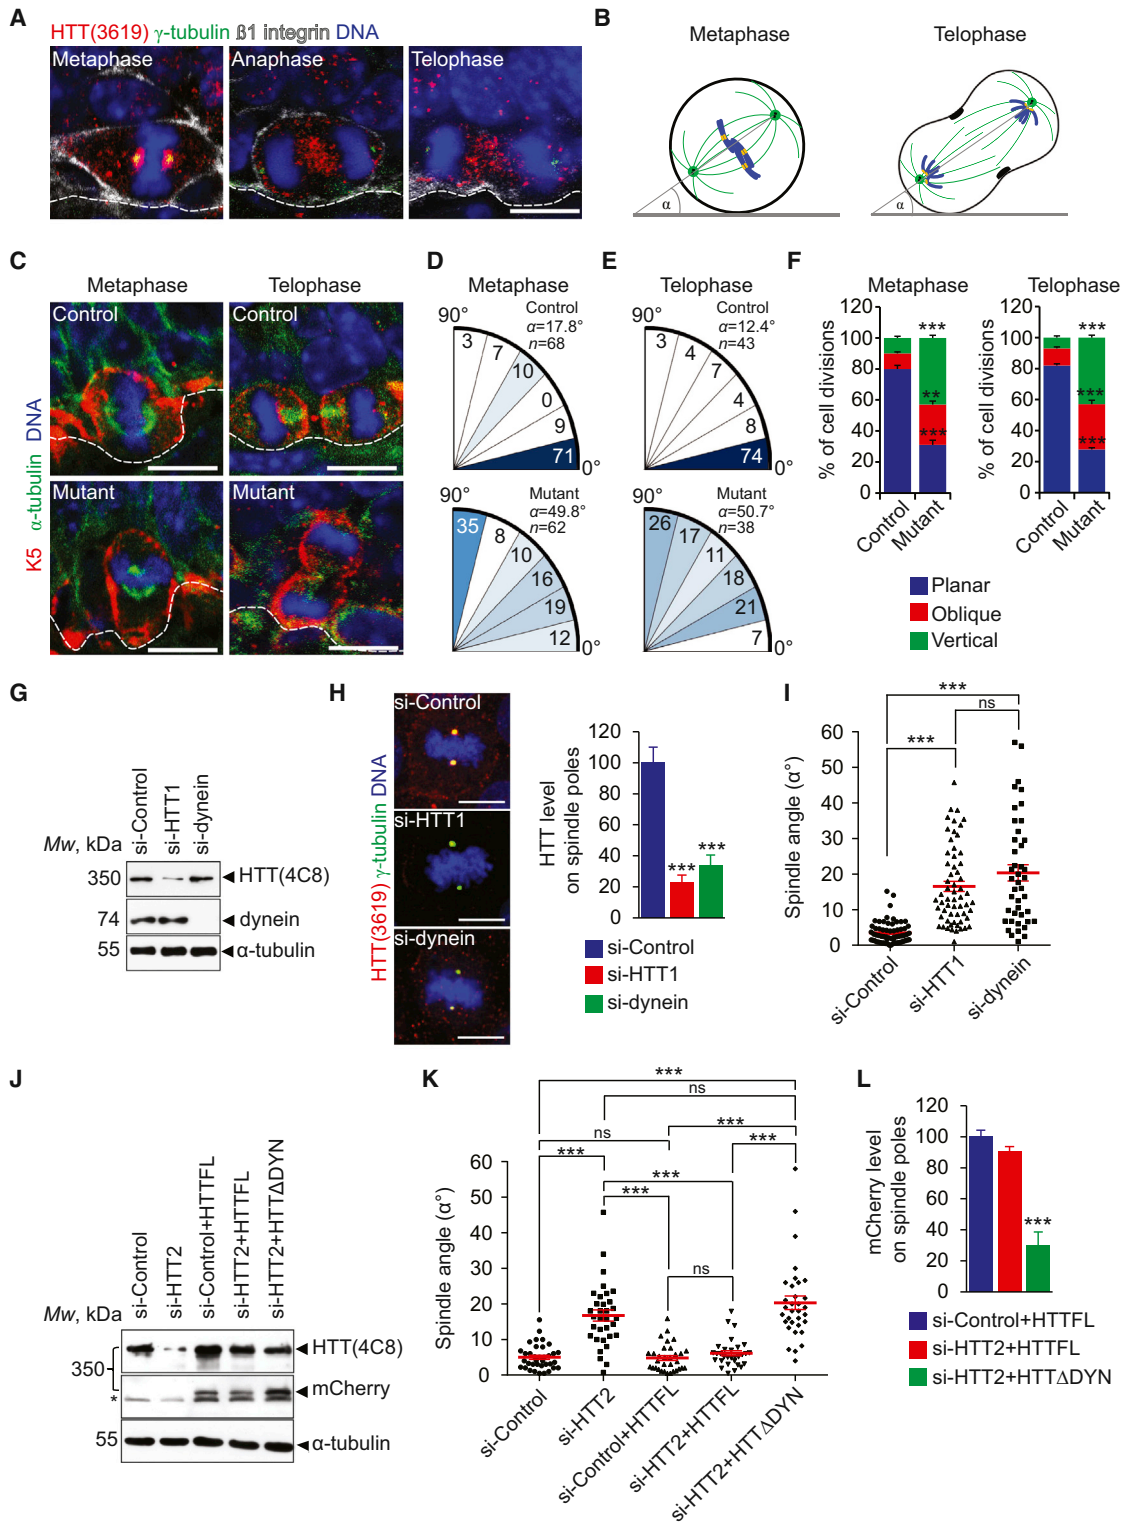 A
HTT(3619) γ-tubulin ß1 integrin DNA
Metaphase
Anaphase
Telophase
B
Metaphase
Telophase
α
α
C
Metaphase
Telophase
Control
Control
Mutant
Mutant
K5 α-tubulin DNA
D
Metaphase
90°
Control
α=17.8°
n=68
3
7
10
0
9
71
0°
90°
Mutant
α=49.8°
n=62
35
8
10
16
19
12
0°
E
Telophase
90°
Control
α=12.4°
n=43
3
4
7
4
8
74
0°
90°
Mutant
α=50.7°
n=38
26
17
11
18
21
7
0°
F
Metaphase
% of cell divisions
120
100
80
60
40
20
0
***
**
***
Control
Mutant
Telophase
% of cell divisions
120
100
80
60
40
20
0
***
***
***
Control
Mutant
Planar
Oblique
Vertical
G
Mw, kDa
si-Control
si-HTT1
si-dynein
350
HTT(4C8)
74
dynein
55
α-tubulin
H
HTT(3619) γ-tubulin DNA
si-Control
si-HTT1
si-dynein
HTT level
on spindle poles
120
100
80
60
40
20
0
***
***
si-Control
si-HTT1
si-dynein
I
Spindle angle (α°)
60
50
40
30
20
10
0
***
ns
***
si-Control
si-HTT1
si-dynein
J
Mw, kDa
si-Control
si-HTT2
si-Control+HTTFL
si-HTT2+HTTFL
si-HTT2+HTTΔDYN
HTT(4C8)
350
mCherry
*
55
α-tubulin
K
Spindle angle (α°)
60
50
40
30
20
10
0
***
ns
***
ns
***
***
***
***
ns
si-Control
si-HTT2
si-Control+HTTFL
si-HTT2+HTTFL
si-HTT2+HTTΔDYN
L
mCherry level
on spindle poles
120
100
80
60
40
20
0
***
si-Control+HTTFL
si-HTT2+HTTFL
si-HTT2+HTTΔDYN